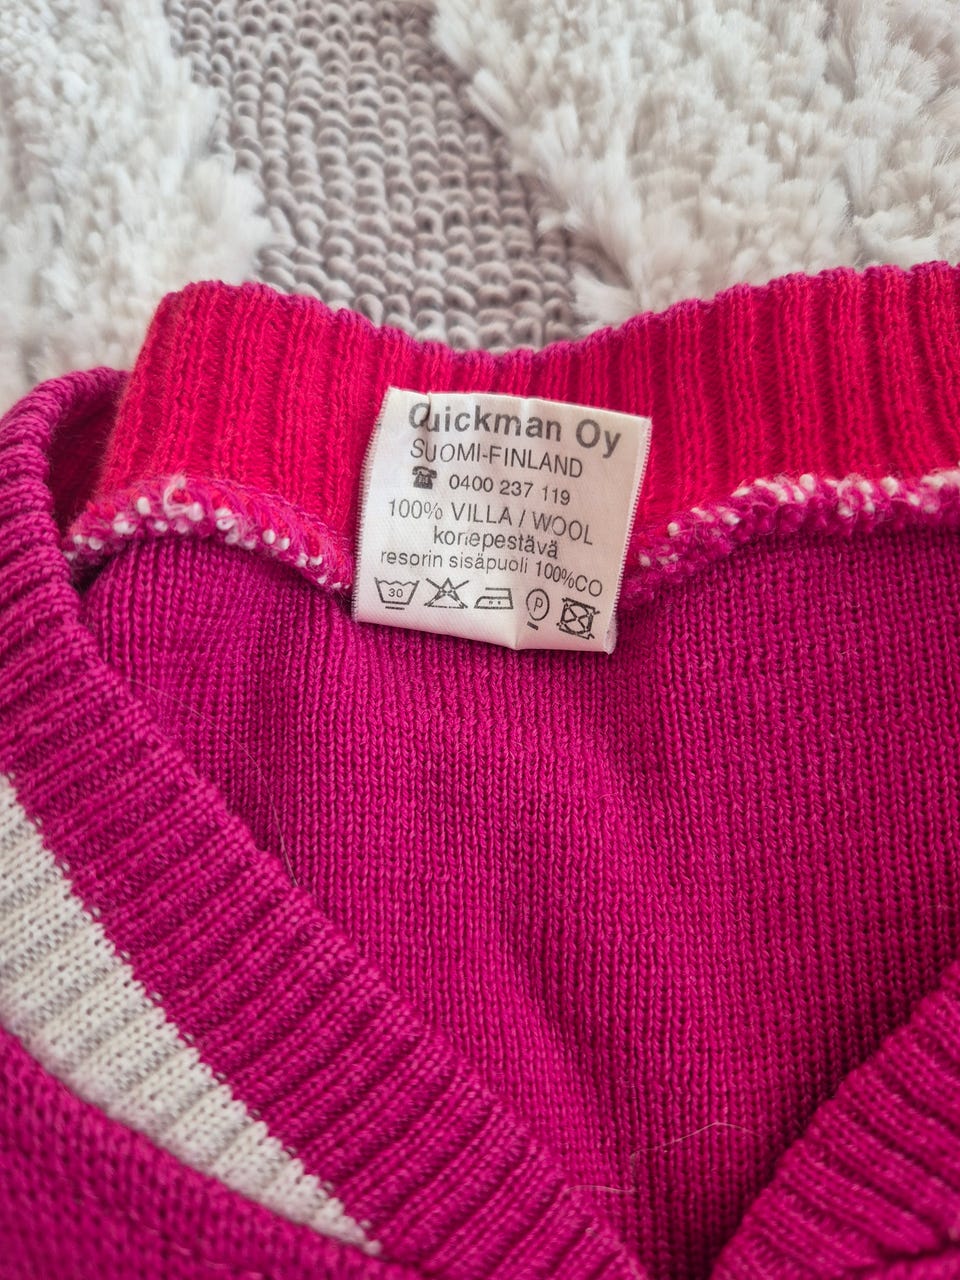 Quickman Oy
SUOMI-FINLAND
☎ 0400 237 119
100% VILLA / WOOL
konepestävä
resorin sisäpuoli 100%CO
30 P